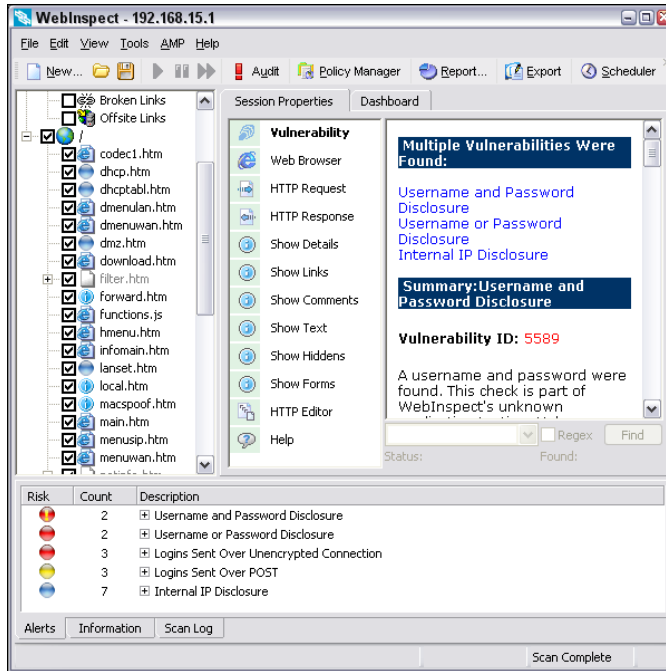 WebInspect - 192.168.15.1
File Edit View Tools AMP Help
New... Audit Policy Manager Report... Export Scheduler
Broken Links
Offsite Links
/
codec1.htm
dhcp.htm
dhcptabl.htm
dmenulan.htm
dmenuwan.htm
dmz.htm
download.htm
filter.htm
forward.htm
functions.js
hmenu.htm
infomain.htm
lanset.htm
local.htm
macspoof.htm
main.htm
menusip.htm
menuwan.htm
Session Properties Dashboard
Vulnerability
Web Browser
HTTP Request
HTTP Response
Show Details
Show Links
Show Comments
Show Text
Show Hiddens
Show Forms
HTTP Editor
Help
Multiple Vulnerabilities Were
Found:
Username and Password
Disclosure
Username or Password
Disclosure
Internal IP Disclosure
Summary:Username and
Password Disclosure
Vulnerability ID: 5589
A username and password were
found. This check is part of
WebInspect's unknown
Regex Find
Status: Found:
Risk Count Description
2 Username and Password Disclosure
2 Username or Password Disclosure
3 Logins Sent Over Unencrypted Connection
3 Logins Sent Over POST
7 Internal IP Disclosure
Alerts Information Scan Log
Scan Complete